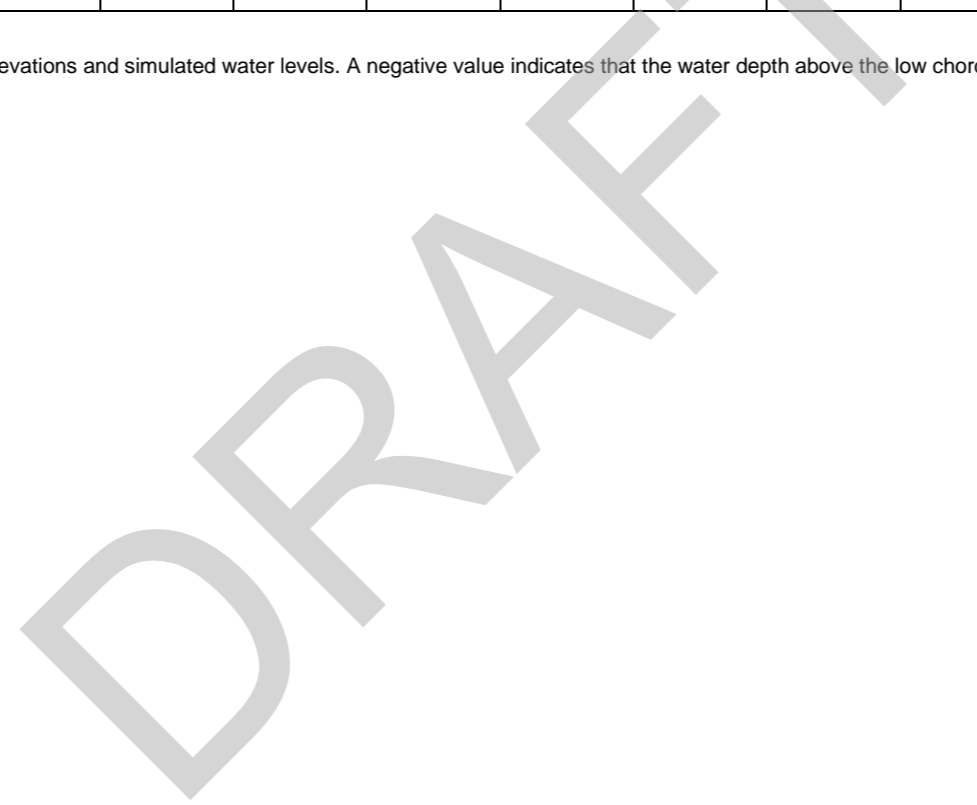 evations and simulated water levels. A negative value indicates that the water depth above the low chor
DRAFT